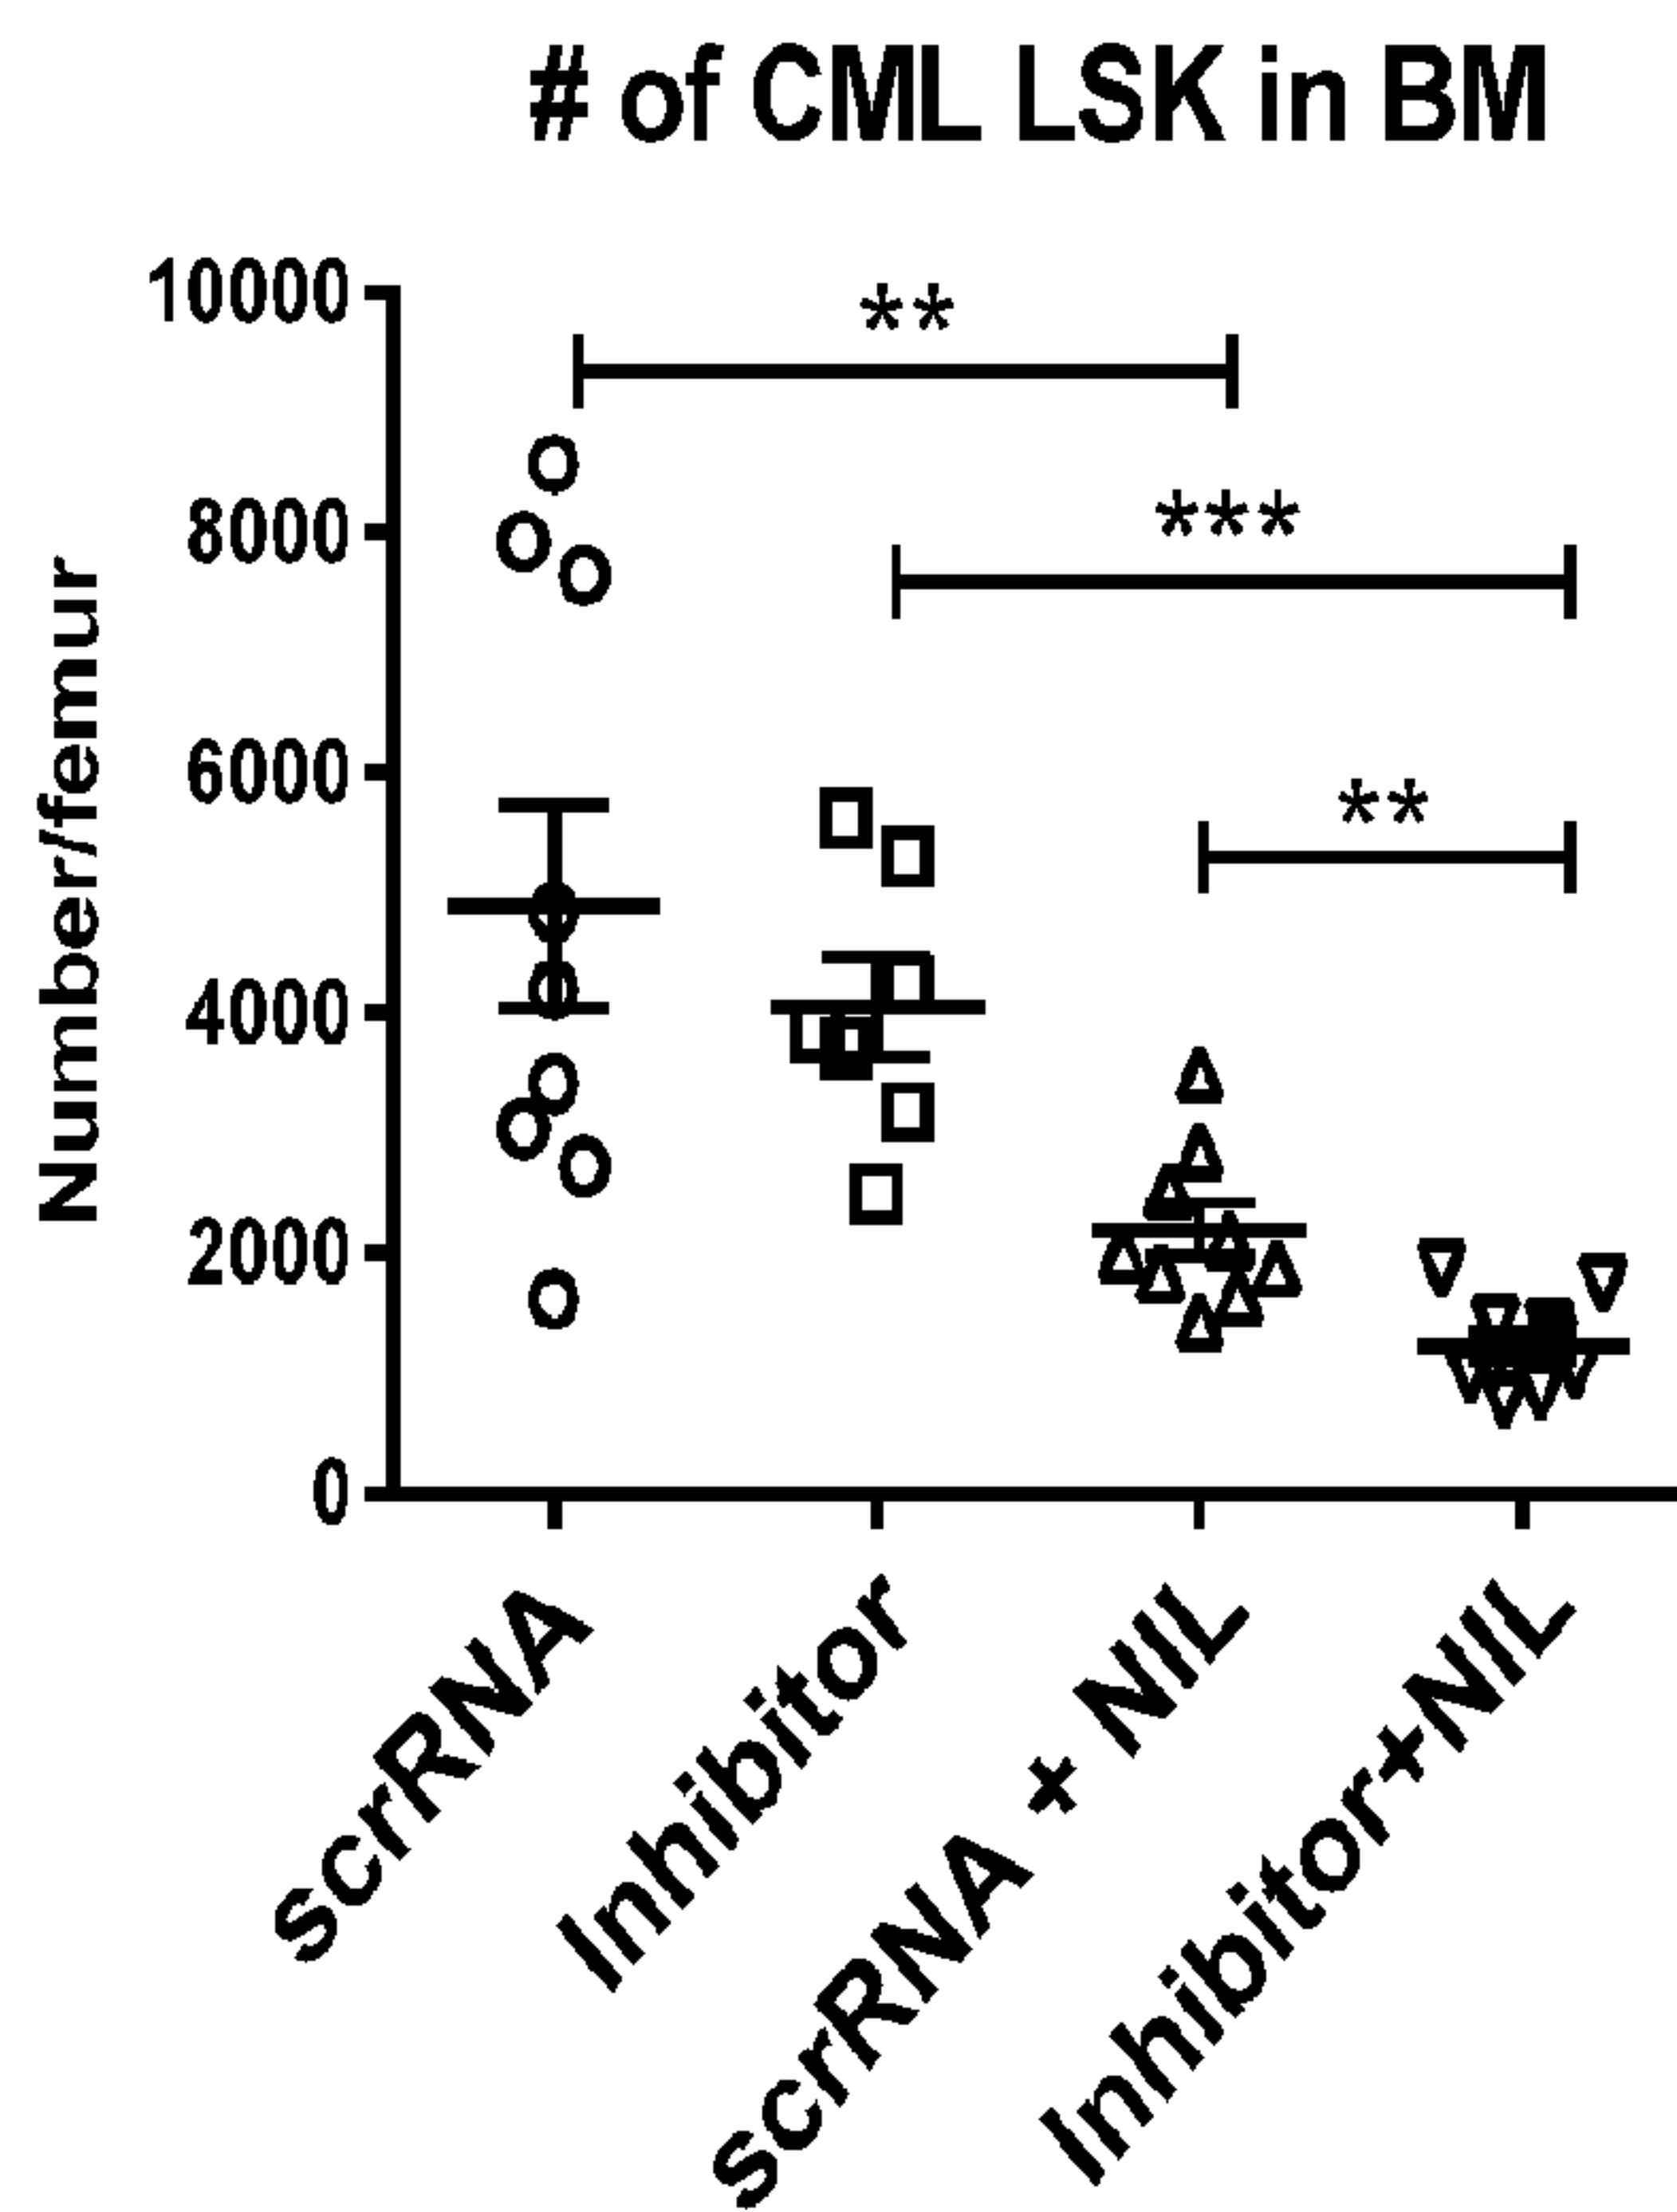 # of CML LSK in BM
10000
**
8000
***
6000
**
4000
2000
0
Number/femur
scrRNA
Inhibitor
scrRNA + NIL
Inhibitor+NIL